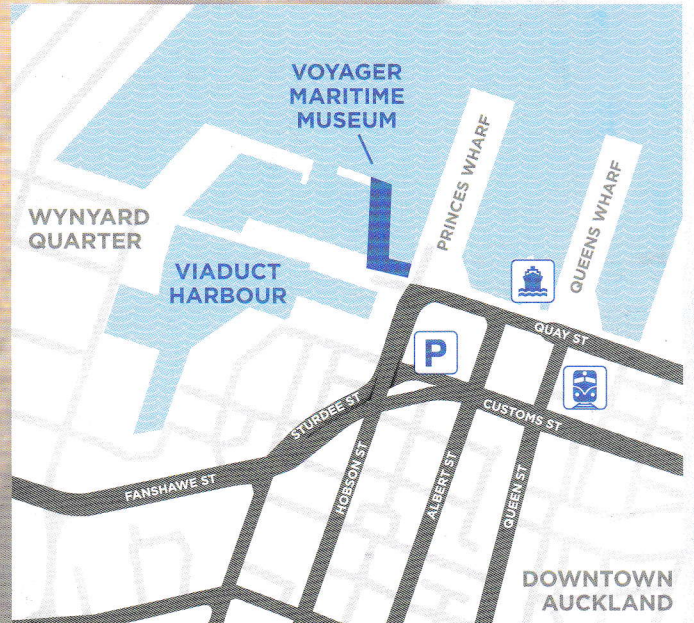 VOYAGER
MARITIME
MUSEUM
PRINCES WHARF
QUEENS WHARF
WYNYARD
QUARTER
VIADUCT
HARBOUR
QUAY ST
P
STURDEE ST
CUSTOMS ST
FANSHAWE ST
HOBSON ST
ALBERT ST
QUEEN ST
DOWNTOWN
AUCKLAND